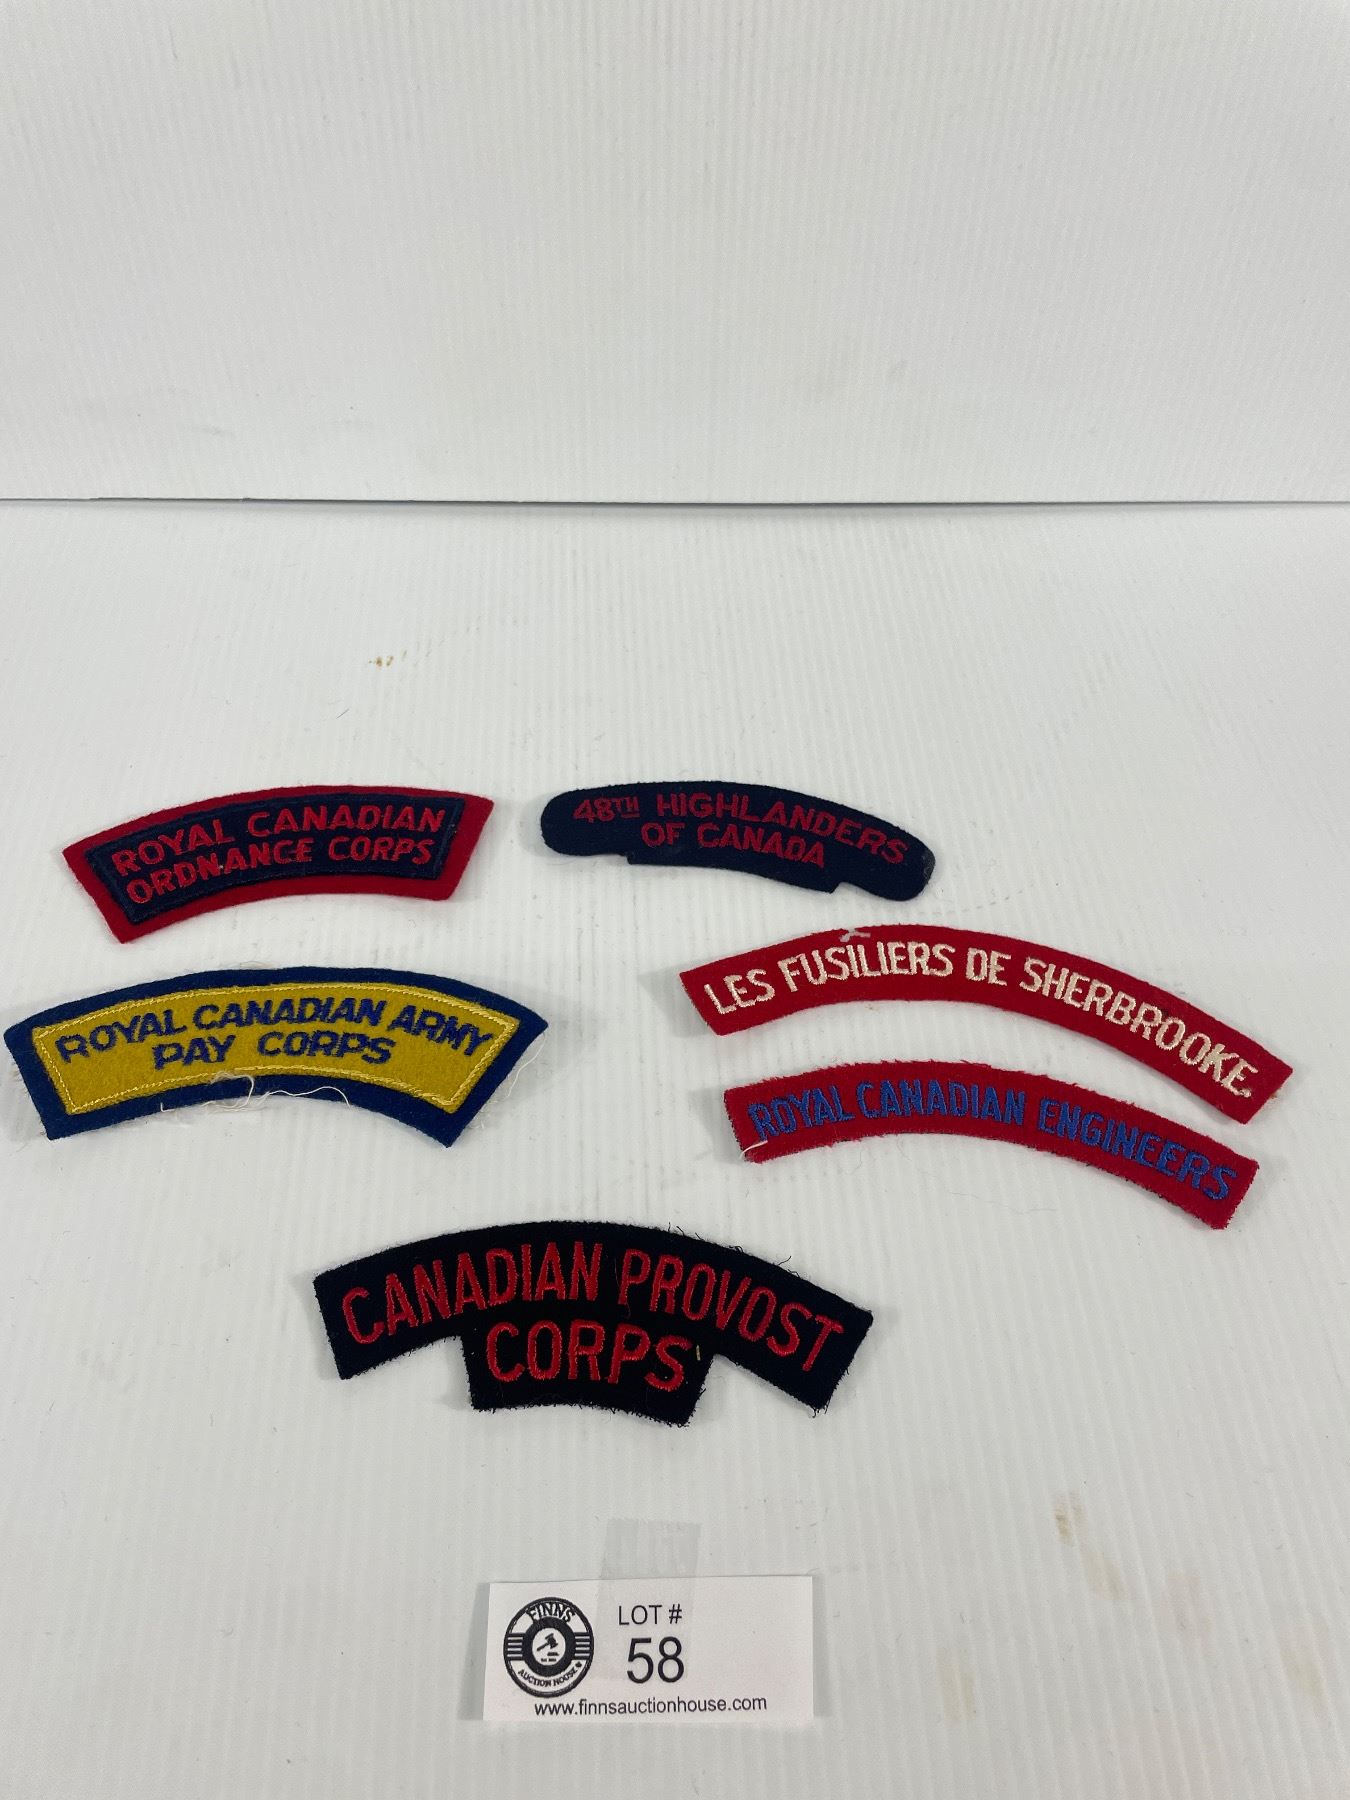 ROYAL CANADIAN
ORDNANCE CORPS
48TH HIGHLANDERS
OF CANADA
LES FUSILIERS DE SHERBROOKE
ROYAL CANADIAN ARMY
PAY CORPS
ROYAL CANADIAN ENGINEERS
CANADIAN PROVOST
CORPS
FINNS
AUCTION HOUSE
LOT #
58
www.finnsauctionhouse.com